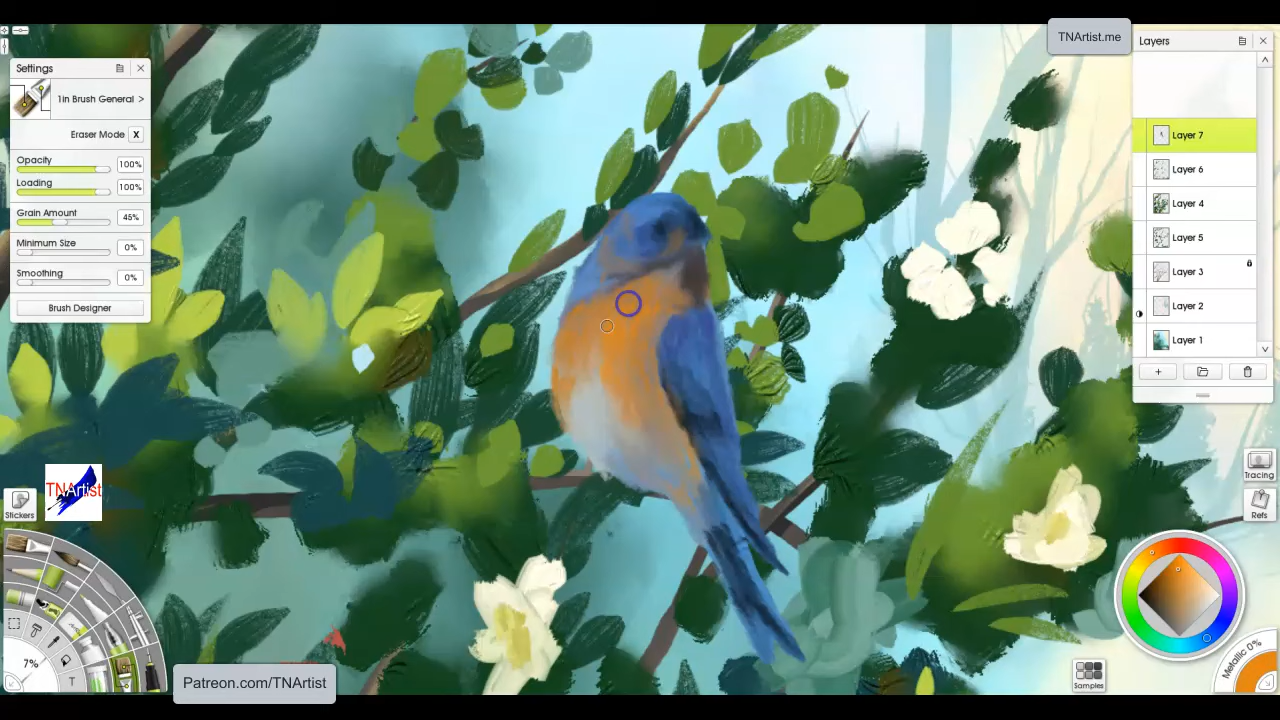 TNArtist.me
Settings
1in Brush General >
Eraser Mode X
Opacity 100%
Loading 100%
Grain Amount 45%
Minimum Size 0%
Smoothing 0%
Brush Designer
Layers
Layer 7
Layer 6
Layer 4
Layer 5
Layer 3
Layer 2
Layer 1
+
Tracing
Refs
TNArtist
Stickers
7%
T
Patreon.com/TNArtist
Samples
Metallic 0%